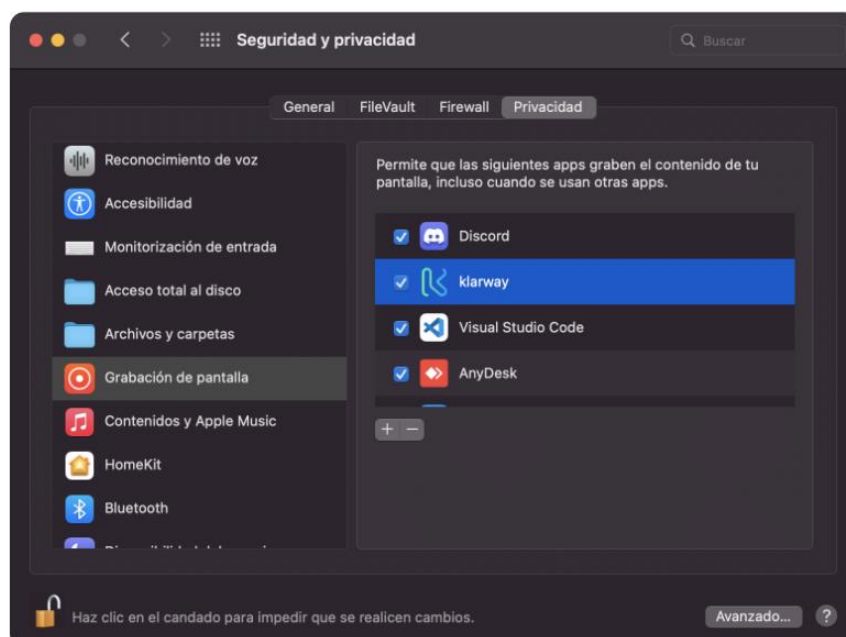 Seguridad y privacidad
Buscar
General
FileVault
Firewall
Privacidad
Reconocimiento de voz
Accesibilidad
Monitorización de entrada
Acceso total al disco
Archivos y carpetas
Grabación de pantalla
Contenidos y Apple Music
HomeKit
Bluetooth
Permite que las siguientes apps graben el contenido de tu
pantalla, incluso cuando se usan otras apps.
Discord
klarway
Visual Studio Code
AnyDesk
Haz clic en el candado para impedir que se realicen cambios.
Avanzado...
?